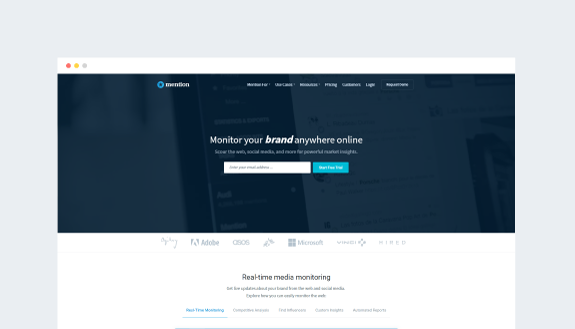 mention
Mention For Use Cases Resources Pricing Customers Login Request Demo
Monitor your brand anywhere online
Scour the web, social media, and more for powerful market insights.
Enter your email address... Start Free Trial
Adobe ASOS Microsoft WIRED
Real-time media monitoring
Get live updates about your brand from the web and social media.
Explore how you can easily monitor the web:
Real-Time Monitoring Competitive Analysis Find Influencers Custom Insights Automated Reports